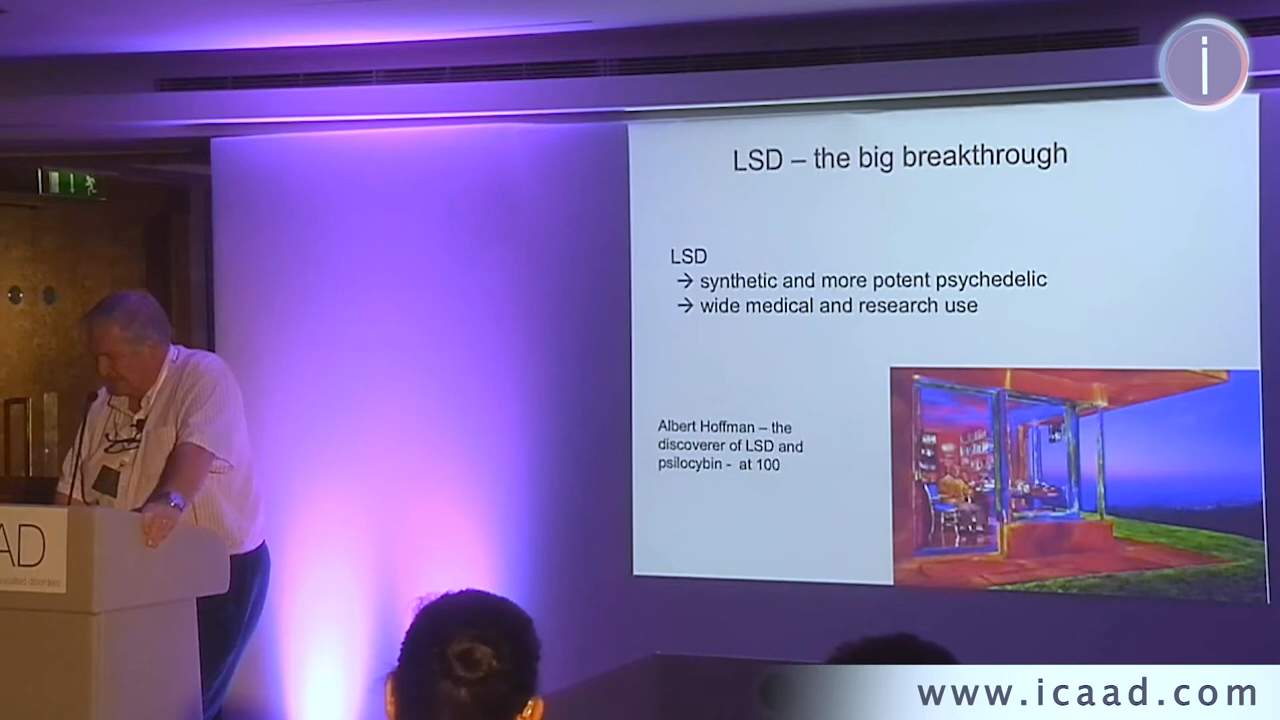 i
LSD – the big breakthrough
LSD
→ synthetic and more potent psychedelic
→ wide medical and research use
Albert Hoffman – the
discoverer of LSD and
psilocybin - at 100
AD
disorders
www.icaad.com